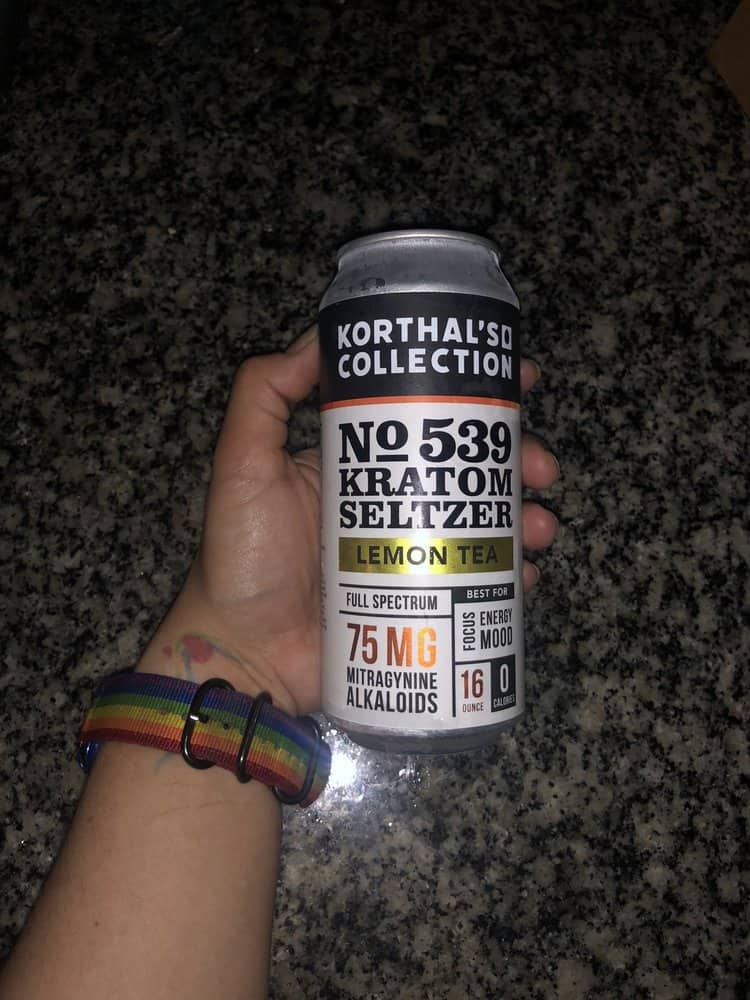 KORTHAL'S
COLLECTION
No 539
KRATOM
SELTZER
LEMON TEA
FULL SPECTRUM
75 MG
MITRAGYNINE
ALKALOIDS
BEST FOR
FOCUS
ENERGY
MOOD
16
OUNCE
0
CALORIES